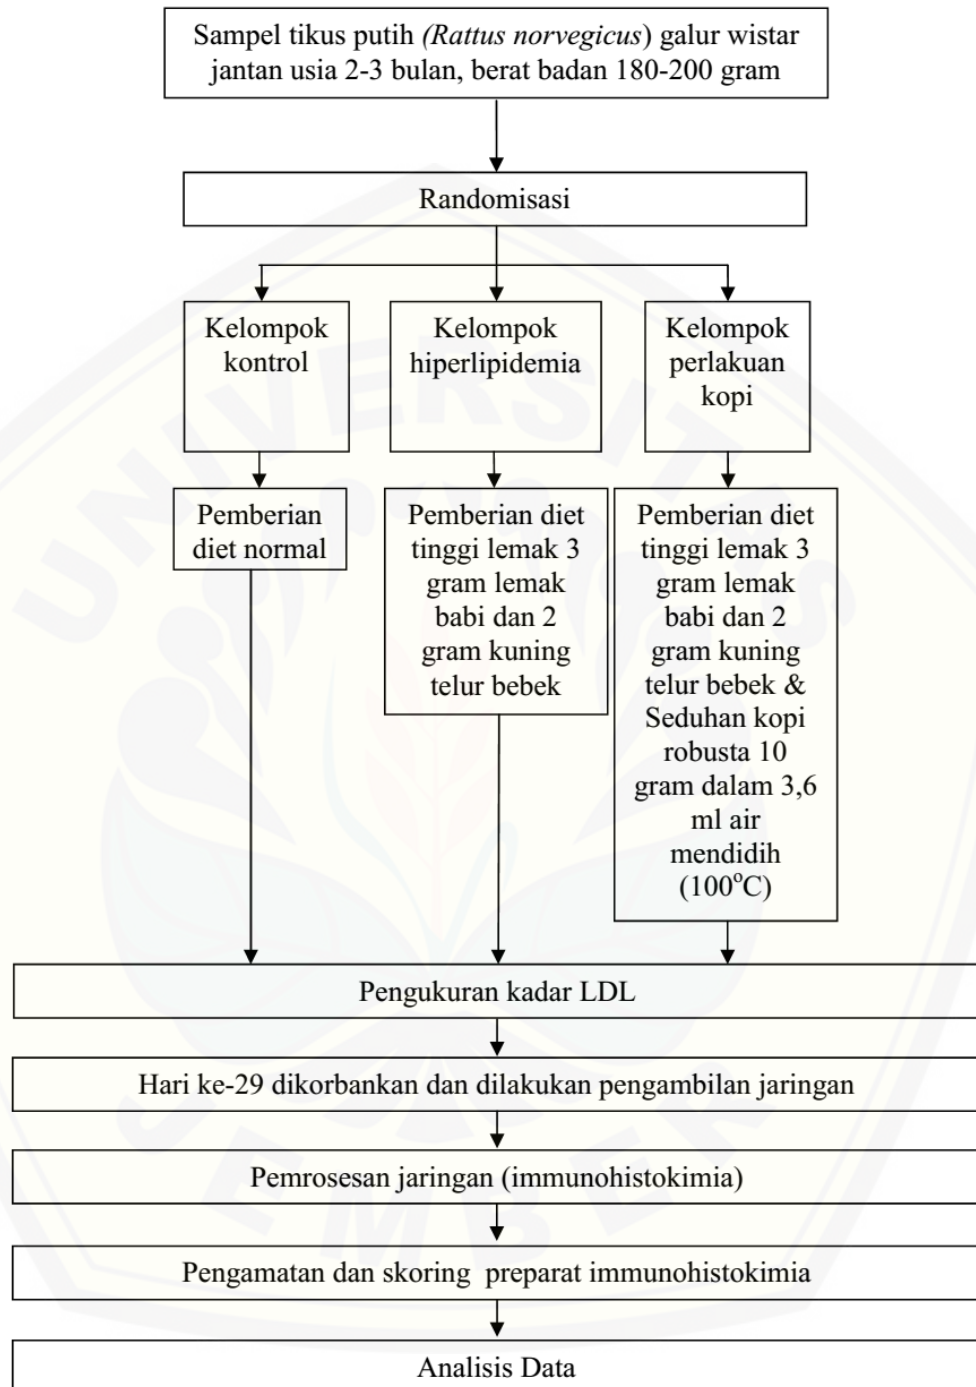 Sampel tikus putih (Rattus norvegicus) galur wistar
jantan usia 2-3 bulan, berat badan 180-200 gram
Randomisasi
Kelompok
kontrol
Kelompok
hiperlipidemia
Kelompok
perlakuan
kopi
Pemberian
diet normal
Pemberian diet
tinggi lemak 3
gram lemak
babi dan 2
gram kuning
telur bebek
Pemberian diet
tinggi lemak 3
gram lemak
babi dan 2
gram kuning
telur bebek &
Seduhan kopi
robusta 10
gram dalam 3,6
ml air
mendidih
(100°C)
Pengukuran kadar LDL
Hari ke-29 dikorbankan dan dilakukan pengambilan jaringan
Pemrosesan jaringan (immunohistokimia)
Pengamatan dan skoring preparat immunohistokimia
Analisis Data
UNIVERSITAS
JEMBER